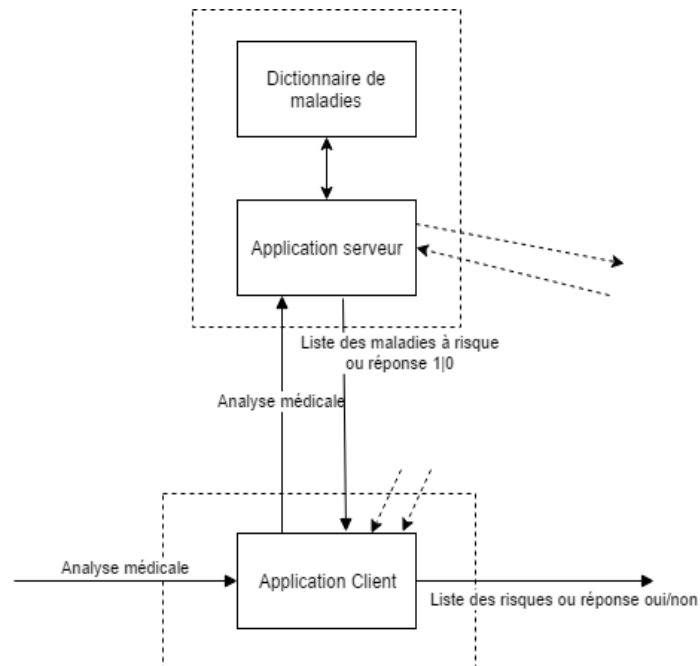 Dictionnaire de
maladies
Application serveur
Liste des maladies à risque
ou réponse 1|0
Analyse médicale
Analyse médicale
Application Client
Liste des risques ou réponse oui/non